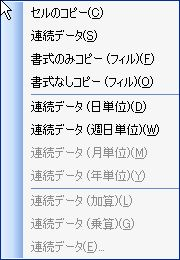 セルのコピー(C)
連続データ(S)
書式のみコピー (フィル)(F)
書式なしコピー (フィル)(O)
連続データ (日単位)(D)
連続データ (週日単位)(W)
連続データ (月単位)(M)
連続データ (年単位)(Y)
連続データ (加算)(L)
連続データ (乗算)(G)
連続データ(E)...